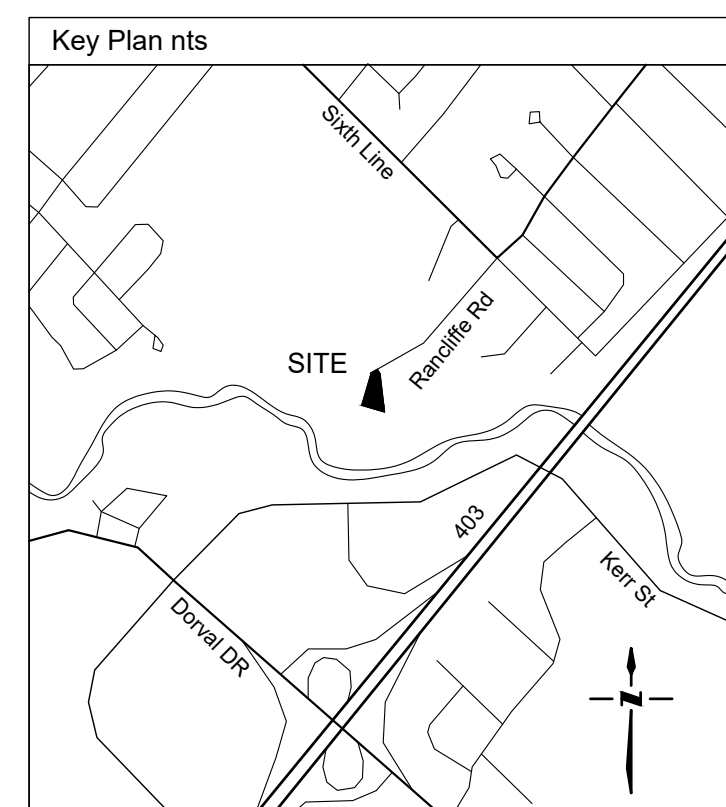 Key Plan nts
Sixth Line
Rancliffe Rd
SITE
403
Kerr St
Dorval DR
N